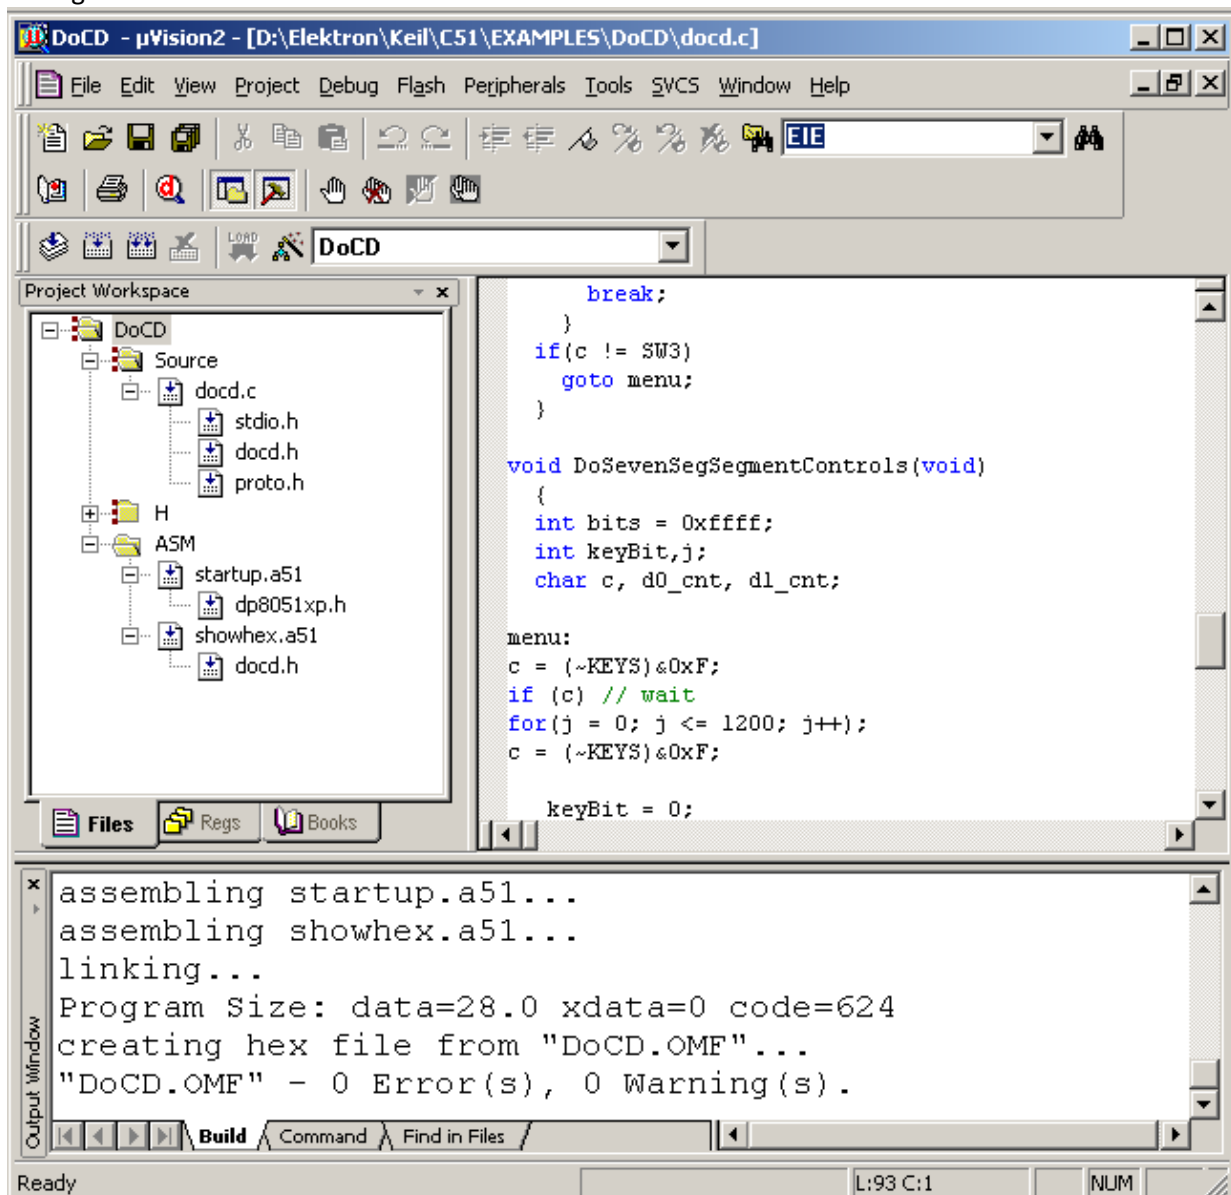 DoCD - µVision2 - [D:\Elektron\Keil\C51\EXAMPLES\DoCD\docd.c]
File Edit View Project Debug Flash Peripherals Tools SVCS Window Help
EIE
LOAD DoCD
Project Workspace
DoCD
Source
docd.c
stdio.h
docd.h
proto.h
H
ASM
startup.a51
dp8051xp.h
showhex.a51
docd.h
Files Regs Books
break;
}
if(c != SW3)
goto menu;
}
void DoSevenSegSegmentControls(void)
{
int bits = 0xffff;
int keyBit,j;
char c, d0_cnt, d1_cnt;
menu:
c = (~KEYS)&0xF;
if (c) // wait
for(j = 0; j <= 1200; j++);
c = (~KEYS)&0xF;
keyBit = 0;
Output Window
assembling startup.a51...
assembling showhex.a51...
linking...
Program Size: data=28.0 xdata=0 code=624
creating hex file from "DoCD.OMF"...
"DoCD.OMF" - 0 Error(s), 0 Warning(s).
Build Command Find in Files
Ready L:93 C:1 NUM